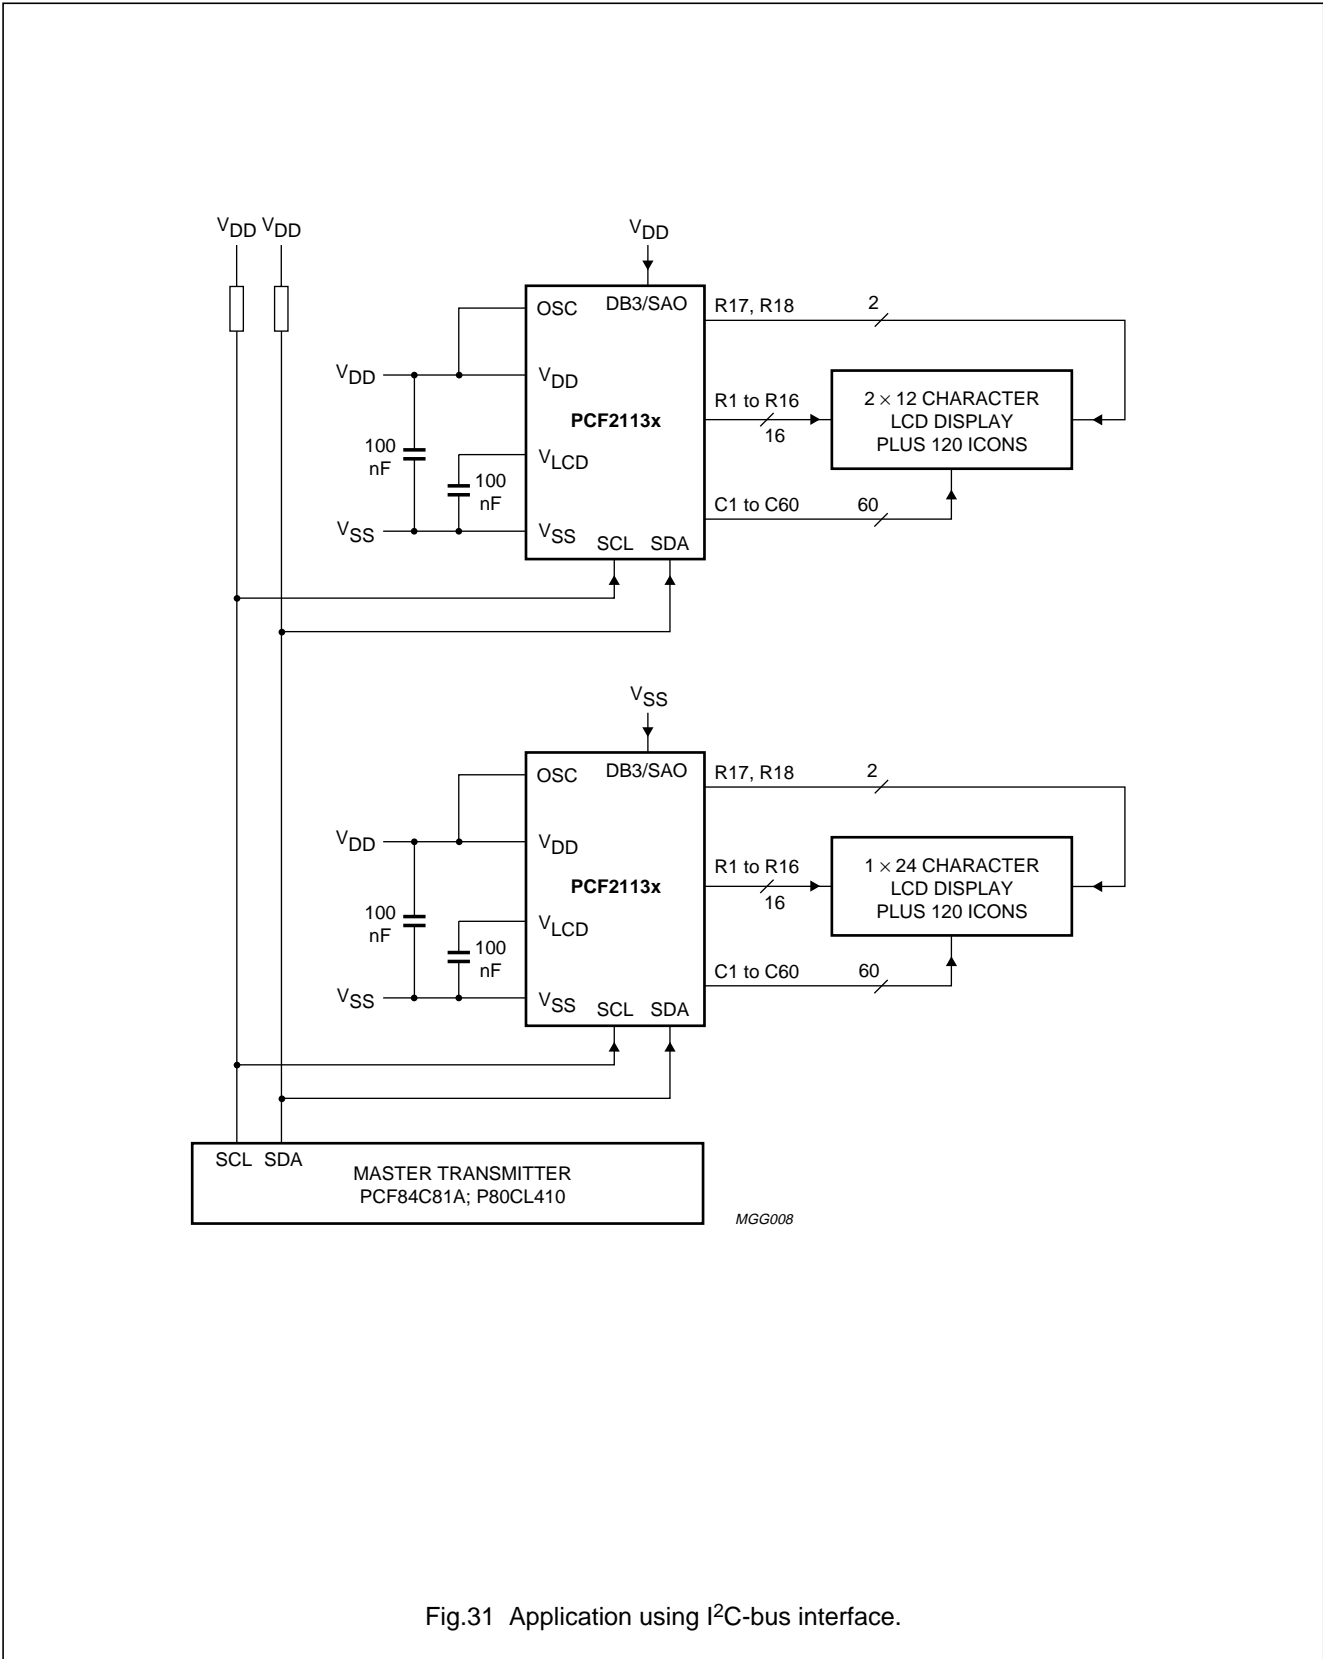 VDD VDD
VDD
OSC
DB3/SAO
R17, R18
2
VDD
VDD
PCF2113x
R1 to R16
16
2 × 12 CHARACTER
LCD DISPLAY
PLUS 120 ICONS
100
nF
VLCD
100
nF
C1 to C60
60
VSS
VSS
SCL
SDA
VSS
OSC
DB3/SAO
R17, R18
2
VDD
VDD
PCF2113x
R1 to R16
16
1 × 24 CHARACTER
LCD DISPLAY
PLUS 120 ICONS
100
nF
VLCD
100
nF
C1 to C60
60
VSS
VSS
SCL
SDA
SCL SDA
MASTER TRANSMITTER
PCF84C81A; P80CL410
MGG008
Fig.31 Application using I²C-bus interface.